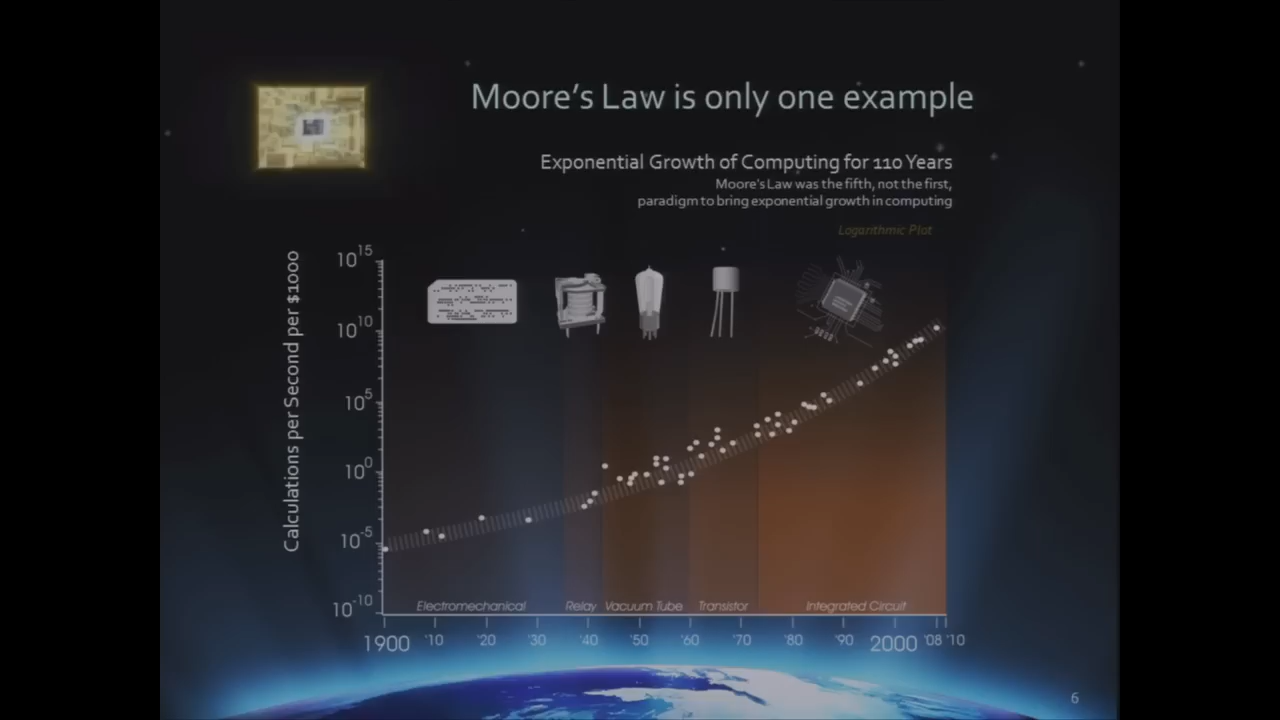 Moore's Law is only one example
Exponential Growth of Computing for 110 Years
Moore's Law was the fifth, not the first,
paradigm to bring exponential growth in computing
Logarithmic Plot
Calculations per Second per $1000
10^15
10^10
10^5
10^0
10^-5
10^-10
Electromechanical Relay Vacuum Tube Transistor Integrated Circuit
1900 '10 '20 '30 '40 '50 '60 '70 '80 '90 2000 '08 '10
6